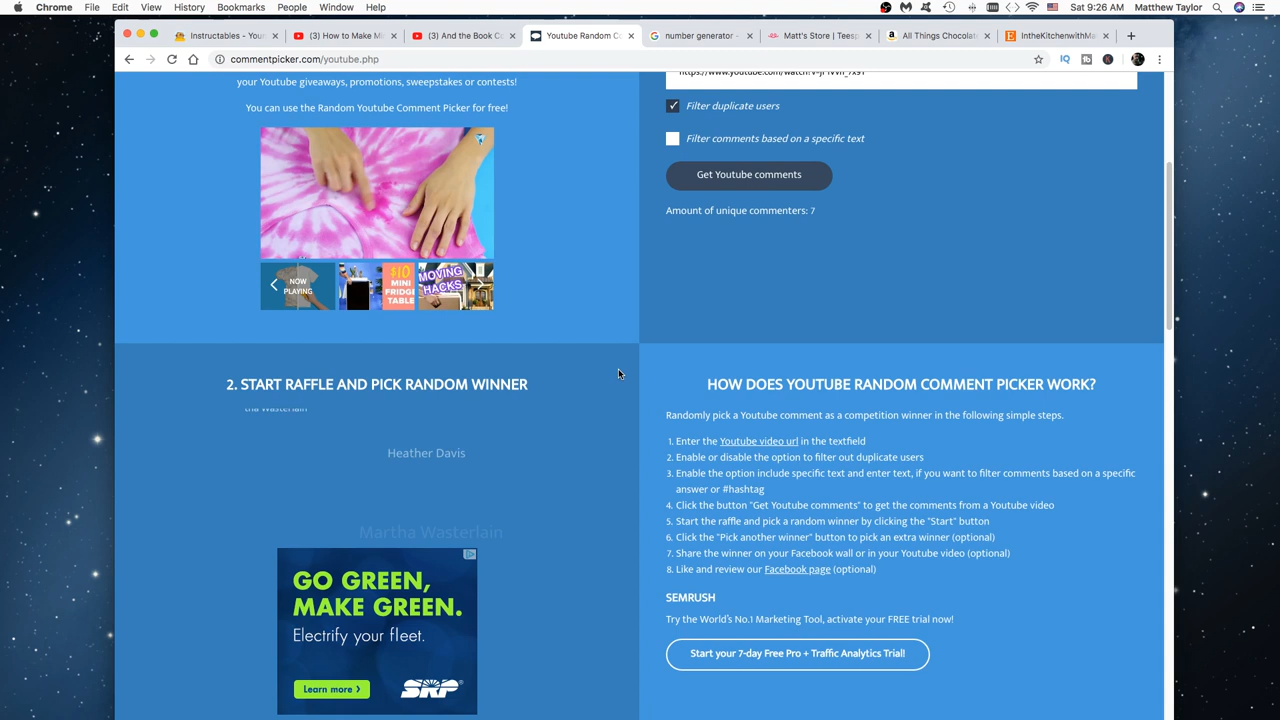 Chrome File Edit View History Bookmarks People Window Help
Sat 9:26 AM Matthew Taylor
Instructables - Yours
(3) How to Make Mi
(3) And the Book Co
Youtube Random Co
number generator -
Matt's Store | Teesp
All Things Chocolat
IntheKitchenwithMa
commentpicker.com/youtube.php
your Youtube giveaways, promotions, sweepstakes or contests!
You can use the Random Youtube Comment Picker for free!
NOW
PLAYING
$10
MINI
FRIDGE
TABLE
MOVING
HACKS
Filter duplicate users
Filter comments based on a specific text
Get Youtube comments
Amount of unique commenters: 7
2. START RAFFLE AND PICK RANDOM WINNER
Heather Davis
Martha Wasterlain
GO GREEN,
MAKE GREEN.
Electrify your fleet.
Learn more
SRP
HOW DOES YOUTUBE RANDOM COMMENT PICKER WORK?
Randomly pick a Youtube comment as a competition winner in the following simple steps.
1. Enter the Youtube video url in the textfield
2. Enable or disable the option to filter out duplicate users
3. Enable the option include specific text and enter text, if you want to filter comments based on a specific
answer or #hashtag
4. Click the button "Get Youtube comments" to get the comments from a Youtube video
5. Start the raffle and pick a random winner by clicking the "Start" button
6. Click the "Pick another winner" button to pick an extra winner (optional)
7. Share the winner on your Facebook wall or in your Youtube video (optional)
8. Like and review our Facebook page (optional)
SEMRUSH
Try the World's No.1 Marketing Tool, activate your FREE trial now!
Start your 7-day Free Pro + Traffic Analytics Trial!